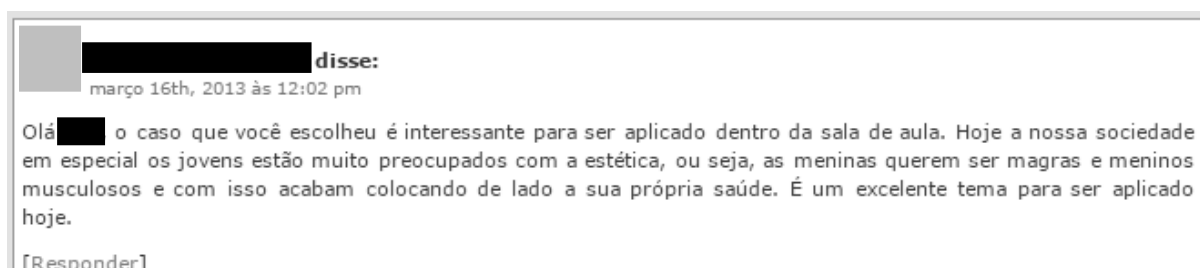 disse:
março 16th, 2013 às 12:02 pm
Olá o caso que você escolheu é interessante para ser aplicado dentro da sala de aula. Hoje a nossa sociedade
em especial os jovens estão muito preocupados com a estética, ou seja, as meninas querem ser magras e meninos
musculosos e com isso acabam colocando de lado a sua própria saúde. É um excelente tema para ser aplicado
hoje.
[Responder]